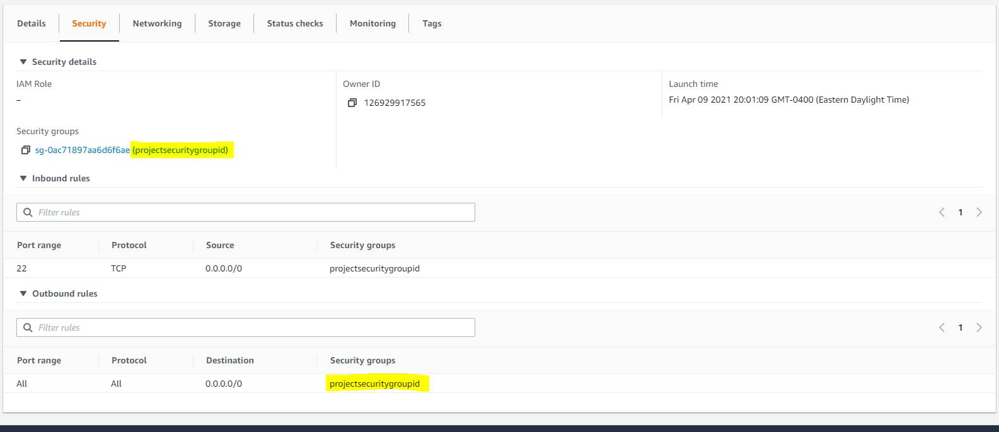 Details Security Networking Storage Status checks Monitoring Tags
Security details
IAM Role Owner ID Launch time
– 126929917565 Fri Apr 09 2021 20:01:09 GMT-0400 (Eastern Daylight Time)
Security groups
sg-0ac71897aa6d6f6ae (projectsecuritygroupid)
Inbound rules
Filter rules 1
Port range Protocol Source Security groups
22 TCP 0.0.0.0/0 projectsecuritygroupid
Outbound rules
Filter rules 1
Port range Protocol Destination Security groups
All All 0.0.0.0/0 projectsecuritygroupid